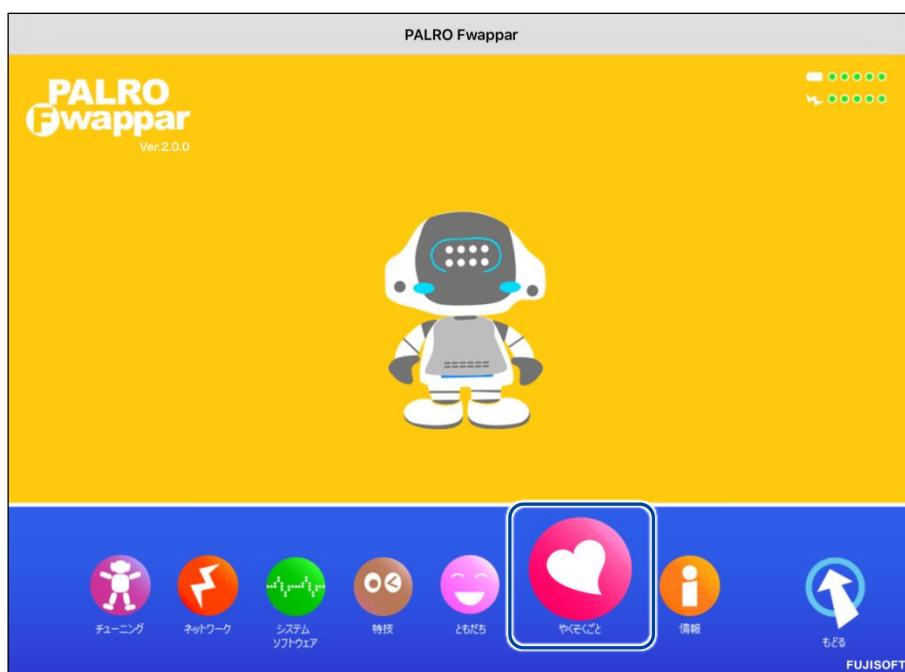 PALRO Fwappar
PALRO
Fwappar
Ver.2.0.0
チューニング
ネットワーク
システム
ソフトウェア
特技
ともだち
やくそくごと
情報
もどる
FUJISOFT